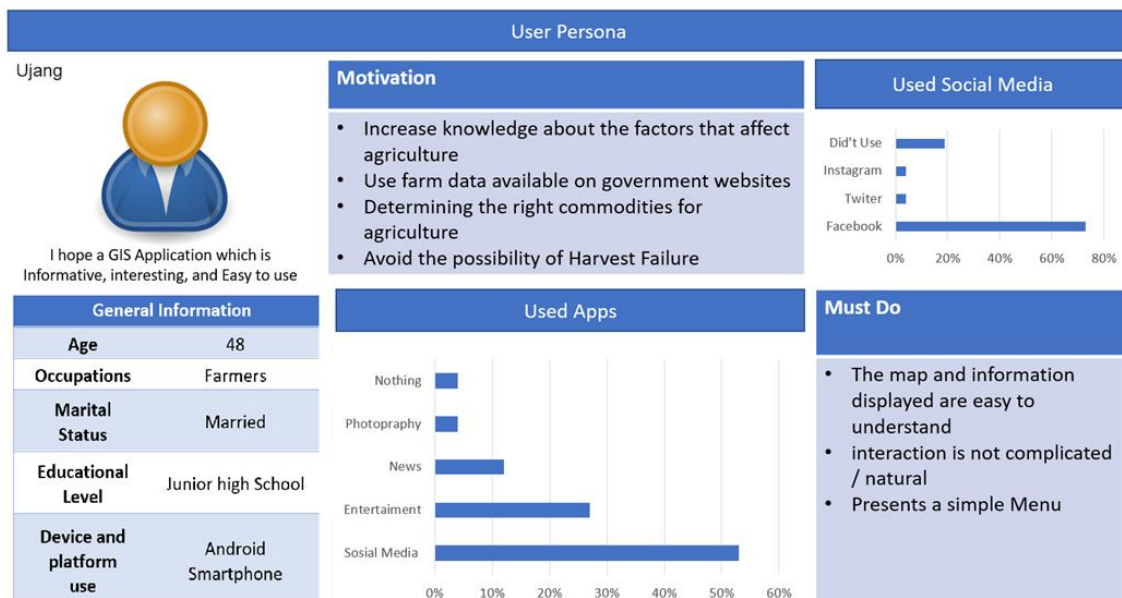 User Persona
Ujang
I hope a GIS Application which is
Informative, interesting, and Easy to use
Motivation
• Increase knowledge about the factors that affect
agriculture
• Use farm data available on government websites
• Determining the right commodities for
agriculture
• Avoid the possibility of Harvest Failure
Used Social Media
Did't Use
Instagram
Twiter
Facebook
0% 20% 40% 60% 80%
General Information
Age 48
Occupations Farmers
Marital
Status
Married
Educational
Level
Junior high School
Device and
platform
use
Android
Smartphone
Used Apps
Nothing
Photopraphy
News
Entertaiment
Sosial Media
0% 10% 20% 30% 40% 50% 60%
Must Do
• The map and information
displayed are easy to
understand
• interaction is not complicated
/ natural
• Presents a simple Menu